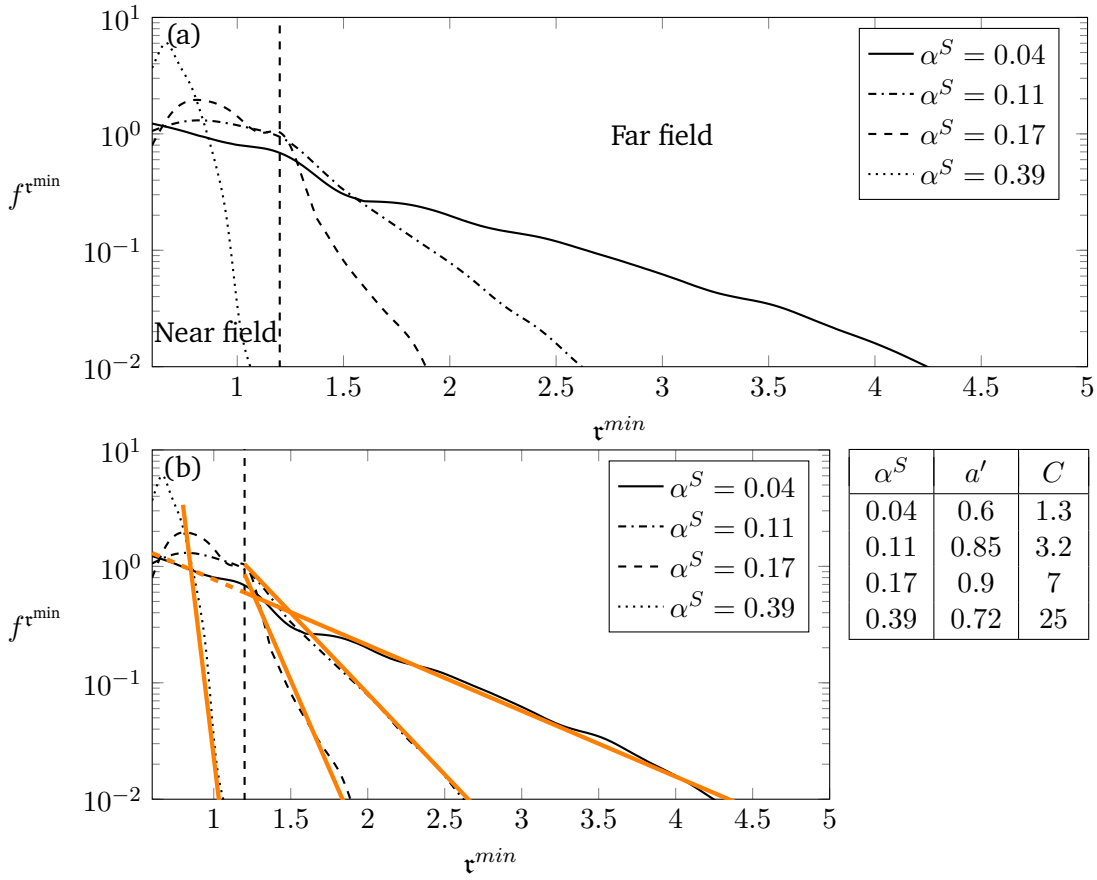 (a)
10^1
10^0
10^{-1}
10^{-2}
f^{𝔯^{min}}
Near field
Far field
α^S = 0.04
α^S = 0.11
α^S = 0.17
α^S = 0.39
1 1.5 2 2.5 3 3.5 4 4.5 5
𝔯^{min}
(b)
10^1
10^0
10^{-1}
10^{-2}
f^{𝔯^{min}}
α^S = 0.04
α^S = 0.11
α^S = 0.17
α^S = 0.39
1 1.5 2 2.5 3 3.5 4 4.5 5
𝔯^{min}
α^S a′ C
0.04 0.6 1.3
0.11 0.85 3.2
0.17 0.9 7
0.39 0.72 25